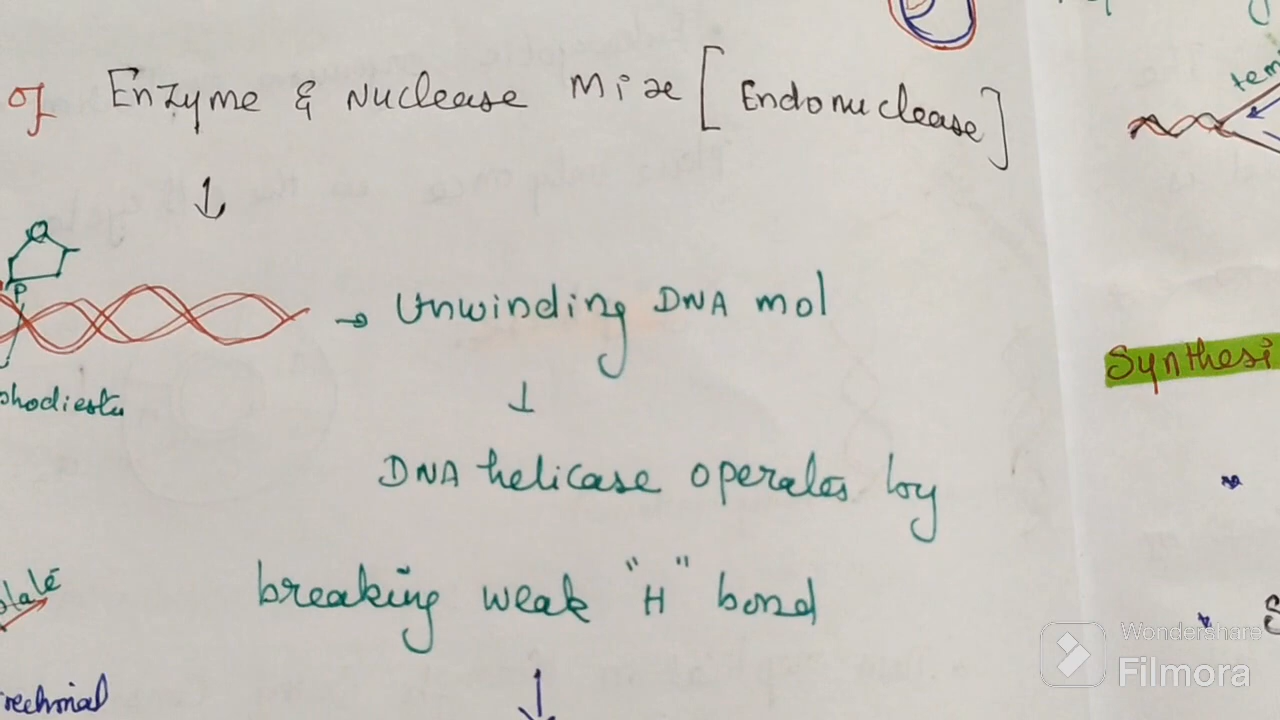 of Enzyme & Nuclease Mix [Endonuclease]
↓
tem
P
→ Unwinding DNA mol
Synthesi
phodiester
↓
DNA helicase operates by
breaking weak "H" bond
Wondershare
Filmora
↓